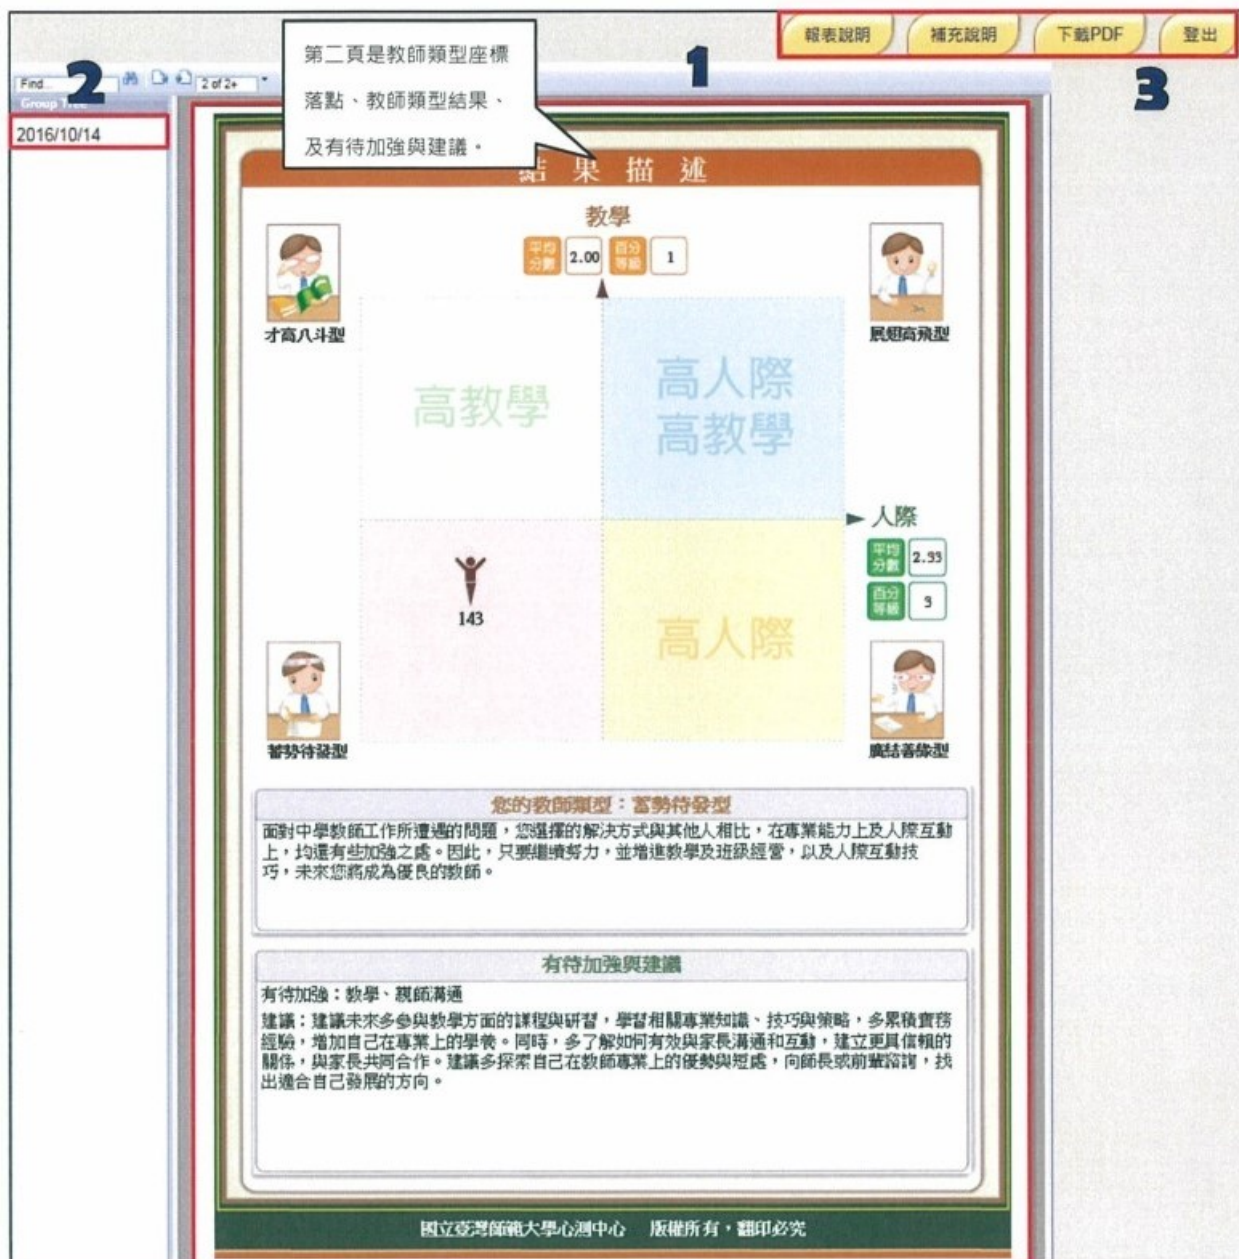 報表說明
補充說明
下載PDF
登出
第二頁是教師類型座標
落點、教師類型結果、
及有待加強與建議。
1
2
3
Find...
2 of 2+
Group Tree
2016/10/14
結果描述
教學
平均分數 2.00 百分等級 1
才高八斗型
展翅高飛型
高教學
高人際
高教學
人際
平均分數 2.33
百分等級 3
143
高人際
蓄勢待發型
廣結善緣型
您的教師類型:蓄勢待發型
面對中學教師工作所遭遇的問題,您選擇的解決方式與其他人相比,在專業能力上及人際互動
上,均還有些加強之處。因此,只要繼續努力,並增進教學及班級經營,以及人際互動技
巧,未來您將成為優良的教師。
有待加強與建議
有待加強:教學、親師溝通
建議:建議未來多參與教學方面的課程與研習,學習相關專業知識、技巧與策略,多累積實務
經驗,增加自己在專業上的學養。同時,多了解如何有效與家長溝通和互動,建立更具信賴的
關係,與家長共同合作。建議多探索自己在教師專業上的優勢與短處,向師長或前輩諮詢,找
出適合自己發展的方向。
國立臺灣師範大學心測中心 版權所有,翻印必究